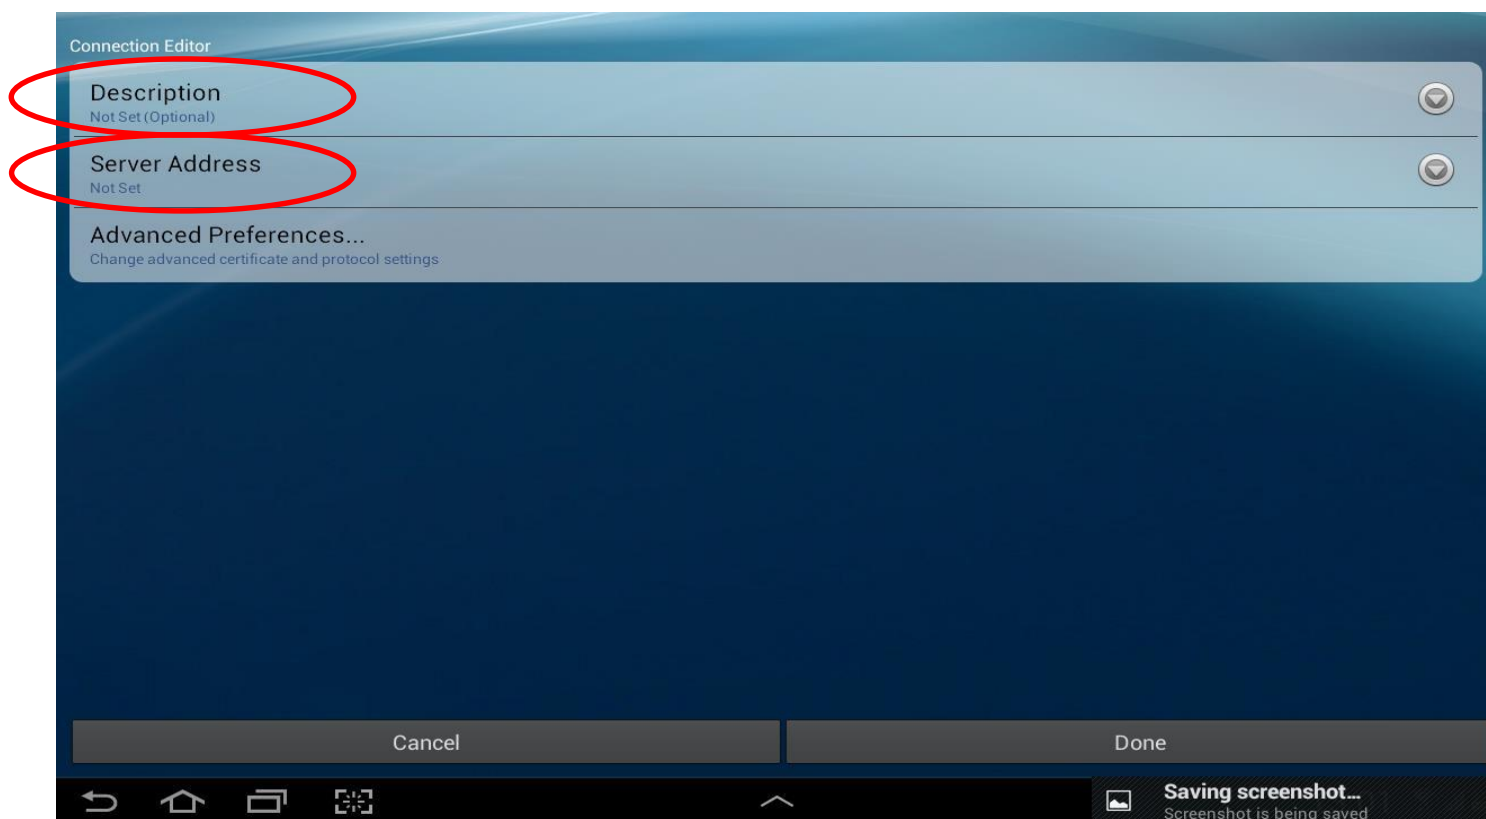 Connection Editor
Description
Not Set (Optional)
Server Address
Not Set
Advanced Preferences...
Change advanced certificate and protocol settings
Cancel
Done
Saving screenshot...
Screenshot is being saved